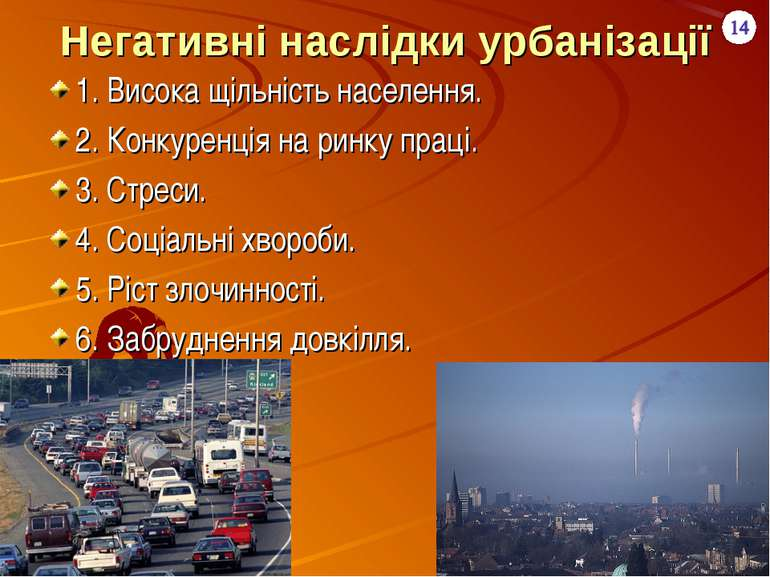 Негативні наслідки урбанізації
14
1. Висока щільність населення.
2. Конкуренція на ринку праці.
3. Стреси.
4. Соціальні хвороби.
5. Ріст злочинності.
6. Забруднення довкілля.
Kirkland